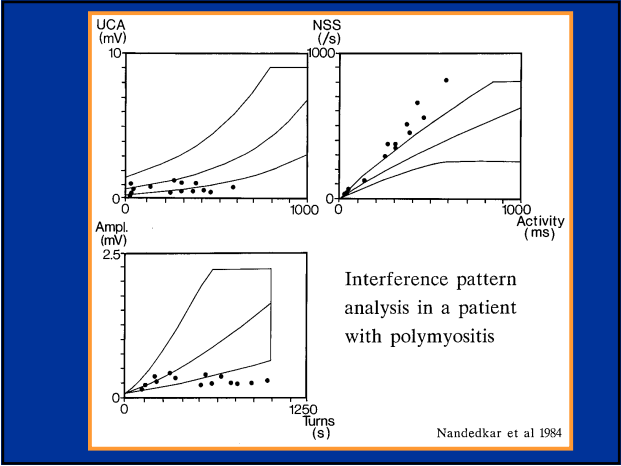 UCA
(mV)
10
0
0
1000
NSS
(/s)
1000
0
0
1000
Activity
(ms)
Ampl.
(mV)
2.5
0
0
1250
Turns
(s)
Interference pattern
analysis in a patient
with polymyositis
Nandedkar et al 1984